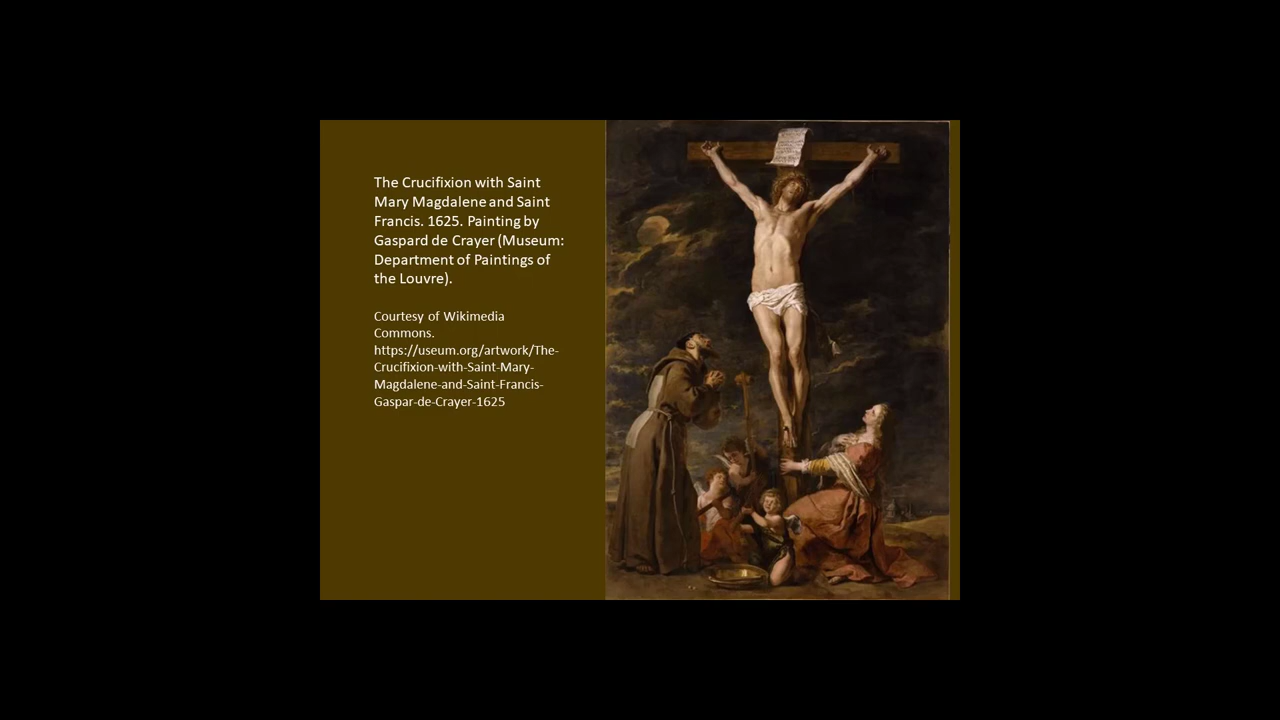 The Crucifixion with Saint
Mary Magdalene and Saint
Francis. 1625. Painting by
Gaspard de Crayer (Museum:
Department of Paintings of
the Louvre).
Courtesy of Wikimedia
Commons.
https://useum.org/artwork/The-
Crucifixion-with-Saint-Mary-
Magdalene-and-Saint-Francis-
Gaspar-de-Crayer-1625